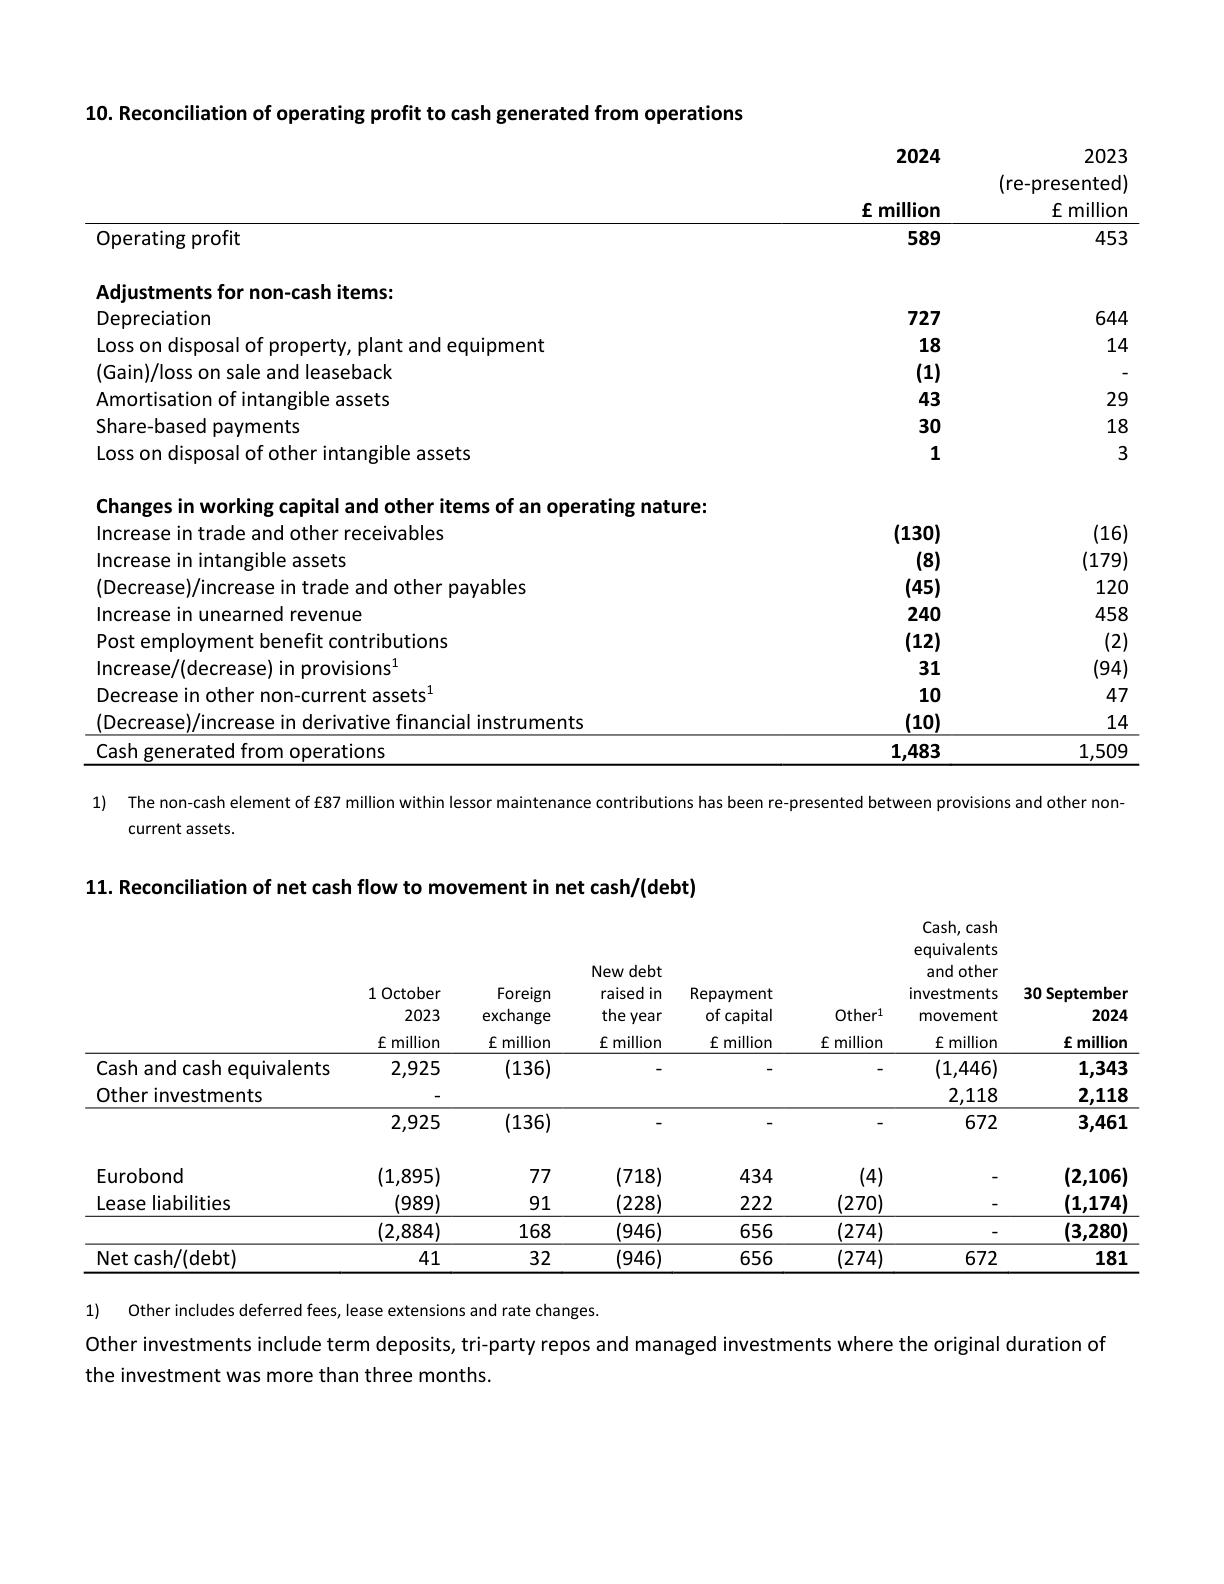 10. Reconciliation of operating profit to cash generated from operations
2024 2023
(re-presented)
£ million £ million
Operating profit 589 453
Adjustments for non-cash items:
Depreciation 727 644
Loss on disposal of property, plant and equipment 18 14
(Gain)/loss on sale and leaseback (1) -
Amortisation of intangible assets 43 29
Share-based payments 30 18
Loss on disposal of other intangible assets 1 3
Changes in working capital and other items of an operating nature:
Increase in trade and other receivables (130) (16)
Increase in intangible assets (8) (179)
(Decrease)/increase in trade and other payables (45) 120
Increase in unearned revenue 240 458
Post employment benefit contributions (12) (2)
Increase/(decrease) in provisions¹ 31 (94)
Decrease in other non-current assets¹ 10 47
(Decrease)/increase in derivative financial instruments (10) 14
Cash generated from operations 1,483 1,509
1) The non-cash element of £87 million within lessor maintenance contributions has been re-presented between provisions and other non-
current assets.
11. Reconciliation of net cash flow to movement in net cash/(debt)
Cash, cash
equivalents
New debt and other
1 October Foreign raised in Repayment investments 30 September
2023 exchange the year of capital Other¹ movement 2024
£ million £ million £ million £ million £ million £ million £ million
Cash and cash equivalents 2,925 (136) - - - (1,446) 1,343
Other investments - 2,118 2,118
2,925 (136) - - - 672 3,461
Eurobond (1,895) 77 (718) 434 (4) - (2,106)
Lease liabilities (989) 91 (228) 222 (270) - (1,174)
(2,884) 168 (946) 656 (274) - (3,280)
Net cash/(debt) 41 32 (946) 656 (274) 672 181
1) Other includes deferred fees, lease extensions and rate changes.
Other investments include term deposits, tri-party repos and managed investments where the original duration of
the investment was more than three months.